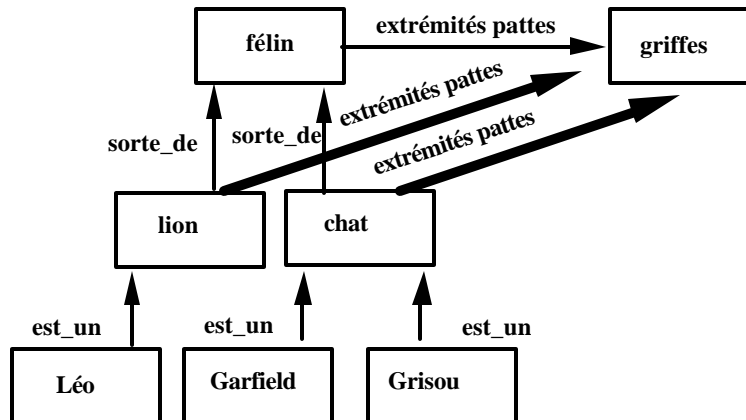 félin
extrémités pattes
griffes
extrémités pattes
sorte_de
sorte_de
extrémités pattes
lion
chat
est_un
est_un
est_un
Léo
Garfield
Grisou